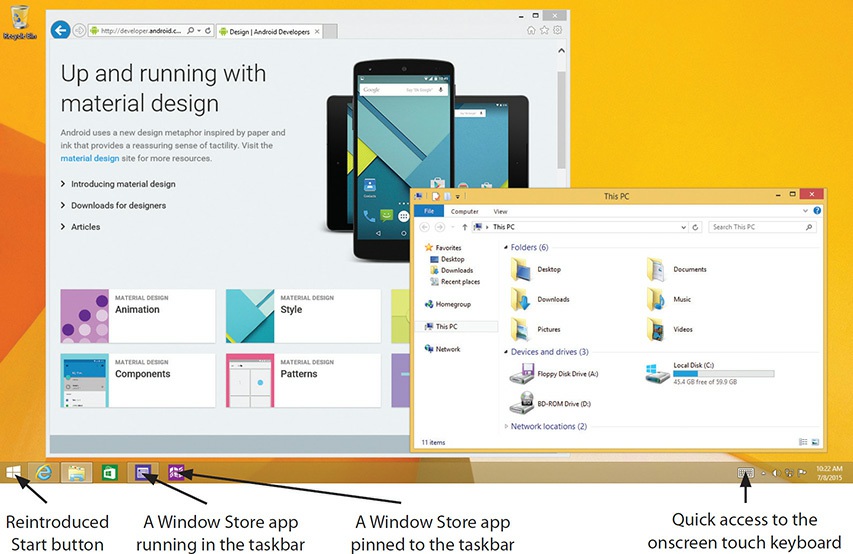 Recycle Bin
http://developer.android.c...
Design | Android Developers
Up and running with
material design
Android uses a new design metaphor inspired by paper and
ink that provides a reassuring sense of tactility. Visit the
material design site for more resources.
Introducing material design
Downloads for designers
Articles
MATERIAL DESIGN
Animation
MATERIAL DESIGN
Style
MATERIAL DESIGN
Components
MATERIAL DESIGN
Patterns
Google
This PC
File Computer View
This PC
Search This PC
Favorites
Desktop
Downloads
Recent places
Homegroup
This PC
Network
Folders (6)
Desktop
Documents
Downloads
Music
Pictures
Videos
Devices and drives (3)
Floppy Disk Drive (A:)
Local Disk (C:)
45.4 GB free of 59.9 GB
BD-ROM Drive (D:)
Network locations (2)
11 items
10:22 AM
7/8/2015
Reintroduced
Start button
A Window Store app
running in the taskbar
A Window Store app
pinned to the taskbar
Quick access to the
onscreen touch keyboard